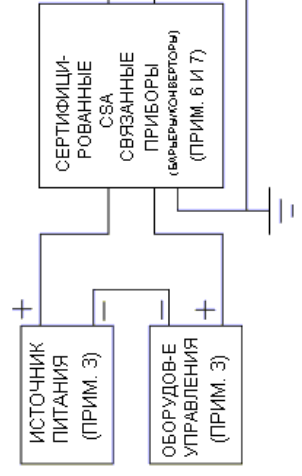 СЕРТИФИЦИ-
РОВАННЫЕ
CSA
СВЯЗАННЫЕ
ПРИБОРЫ
(БАРЬЕРЫ/КОНВЕРТОРЫ)
(ПРИМ. 6 И 7)
+
−
−
+
ИСТОЧНИК
ПИТАНИЯ
(ПРИМ. 3)
ОБОРУДОВ-Е
УПРАВЛЕНИЯ
(ПРИМ. 3)